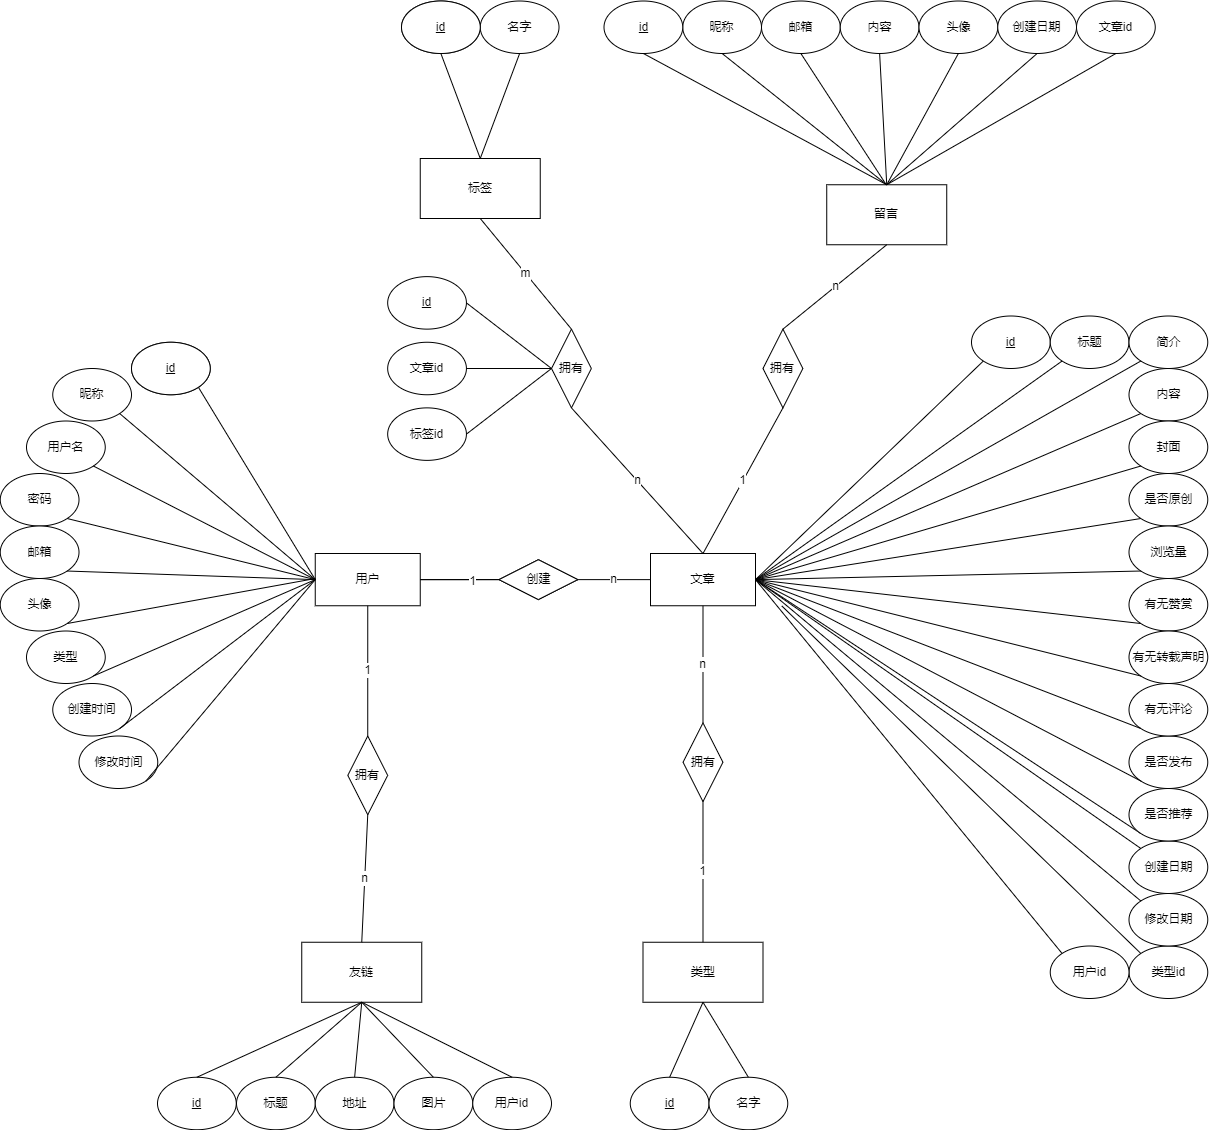 id
名字
id
昵称
邮箱
内容
头像
创建日期
文章id
标签
留言
m
n
id
文章id
标签id
拥有
拥有
n
1
id
昵称
用户名
密码
邮箱
头像
类型
创建时间
修改时间
用户
1
创建
n
文章
id
标题
简介
内容
封面
是否原创
浏览量
有无赞赏
有无转载声明
有无评论
是否发布
是否推荐
创建日期
修改日期
用户id
类型id
1
拥有
n
友链
n
拥有
1
类型
id
标题
地址
图片
用户id
id
名字